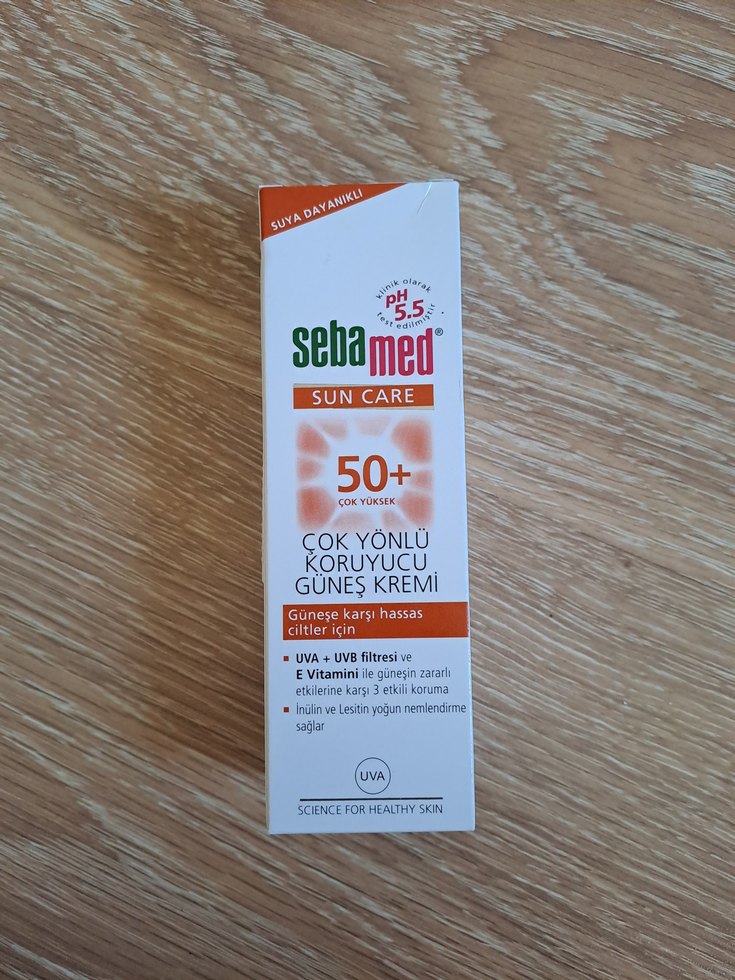 SUYA DAYANIKLI
klinik olarak
pH
5.5
test edilmiştir
sebamed®
SUN CARE
50+
ÇOK YÜKSEK
ÇOK YÖNLÜ
KORUYUCU
GÜNEŞ KREMİ
Güneşe karşı hassas
ciltler için
UVA + UVB filtresi ve
E Vitamini ile güneşin zararlı
etkilerine karşı 3 etkili koruma
İnülin ve Lesitin yoğun nemlendirme
sağlar
UVA
SCIENCE FOR HEALTHY SKIN